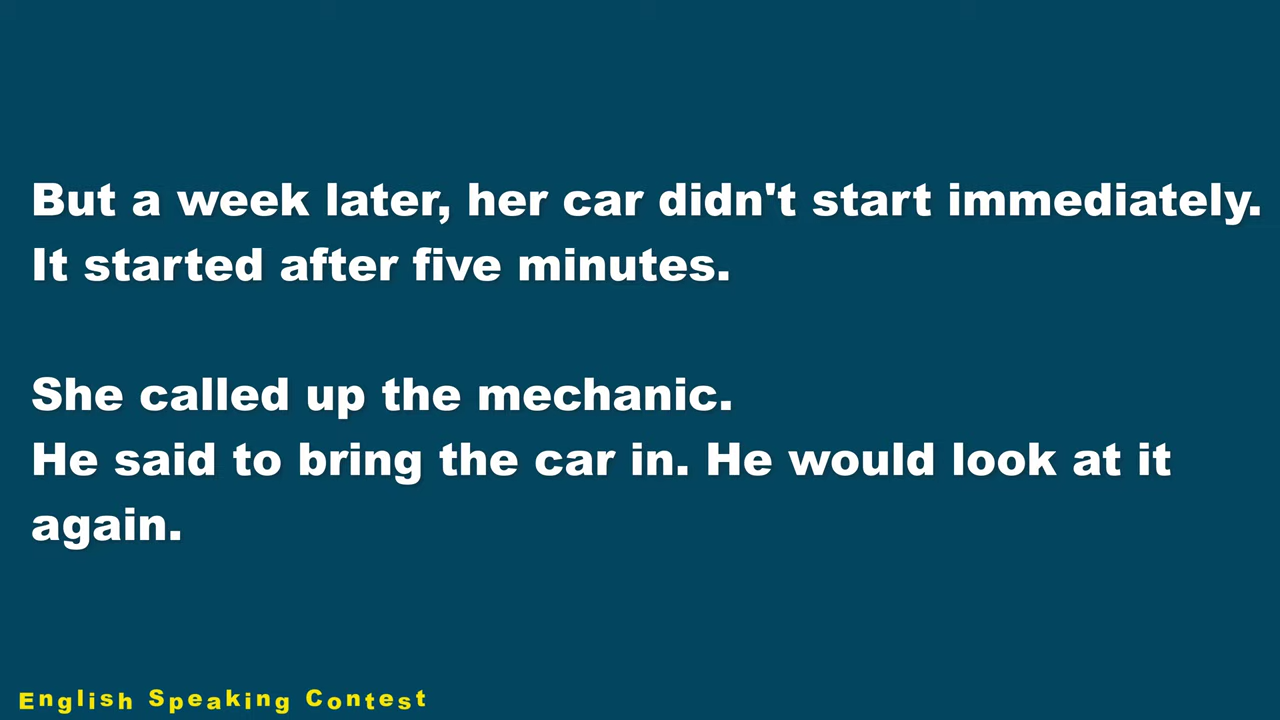 But a week later, her car didn't start immediately.
It started after five minutes.
She called up the mechanic.
He said to bring the car in. He would look at it
again.
English Speaking Contest